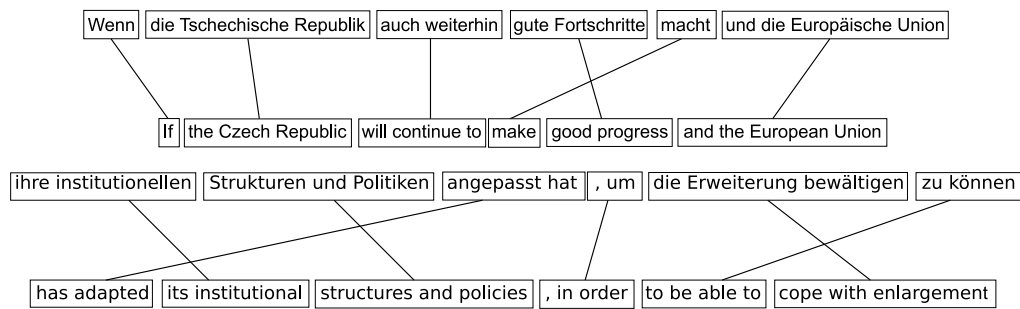 Wenn die Tschechische Republik auch weiterhin gute Fortschritte macht und die Europäische Union
If the Czech Republic will continue to make good progress and the European Union
ihre institutionellen Strukturen und Politiken angepasst hat , um die Erweiterung bewältigen zu können
has adapted its institutional structures and policies , in order to be able to cope with enlargement